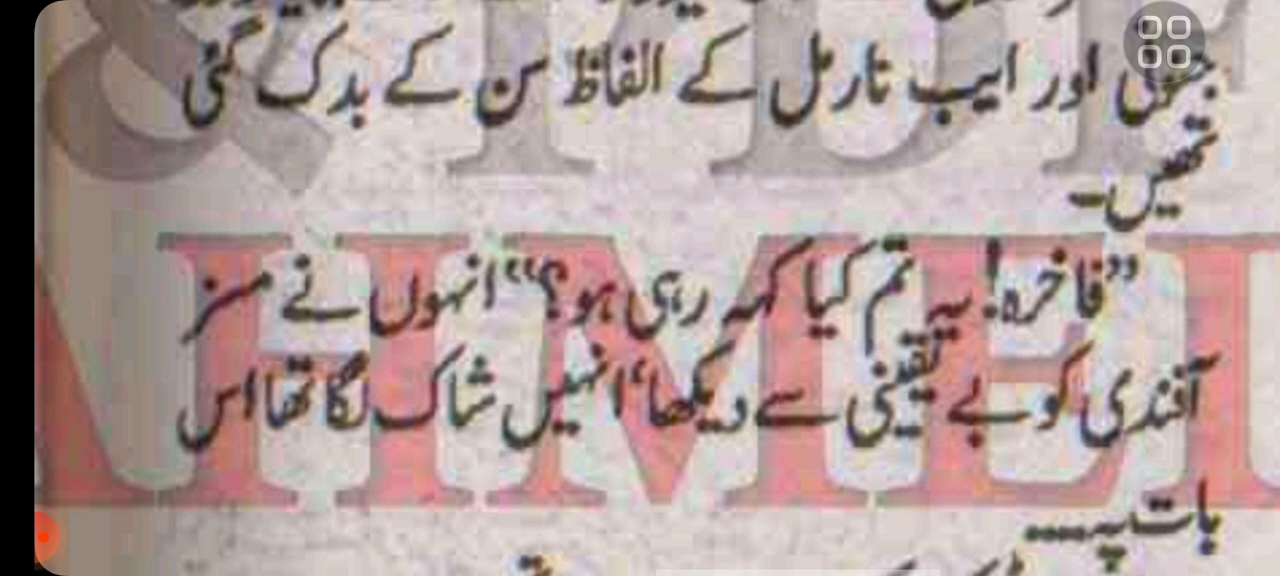 جنونی اور ایب نارمل کے الفاظ سن کے بدک گئی
تھیں۔
”فاخرہ! یہ تم کیا کہہ رہی ہو؟“ انہوں نے مسز
آفندی کو بے یقینی سے دیکھا، انہیں شاک لگا تھا اس
بات پہ....